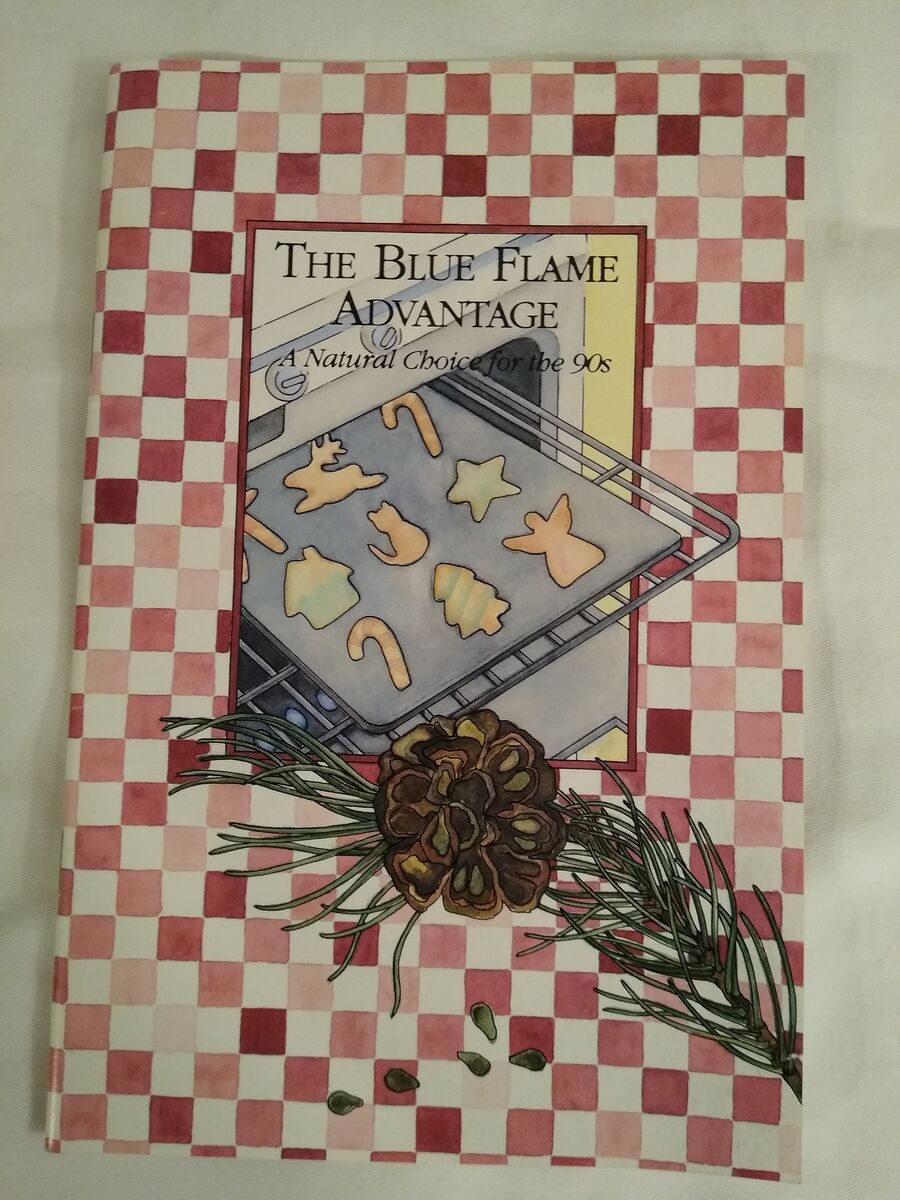 THE BLUE FLAME
ADVANTAGE
A Natural Choice for the 90s